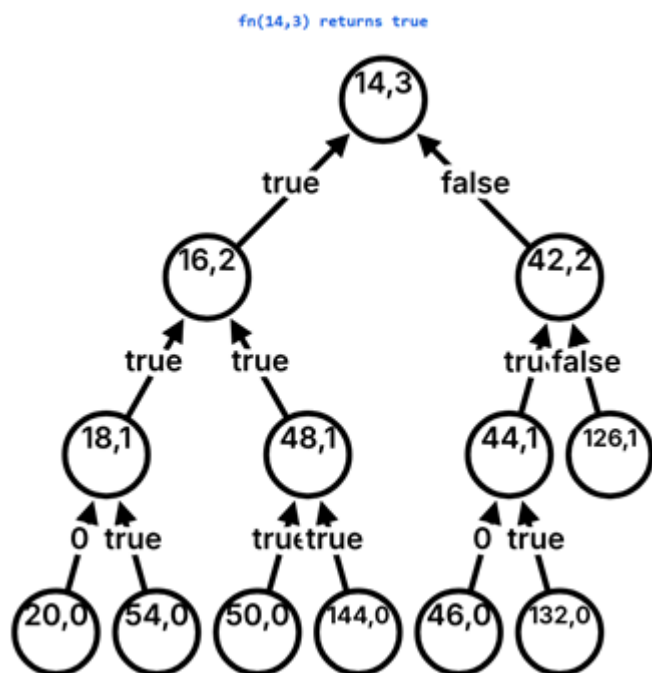 fn(14,3) returns true
14,3
true
false
16,2
42,2
true
true
false
18,1
48,1
44,1
126,1
0
true
true
0
true
20,0
54,0
50,0
144,0
46,0
132,0